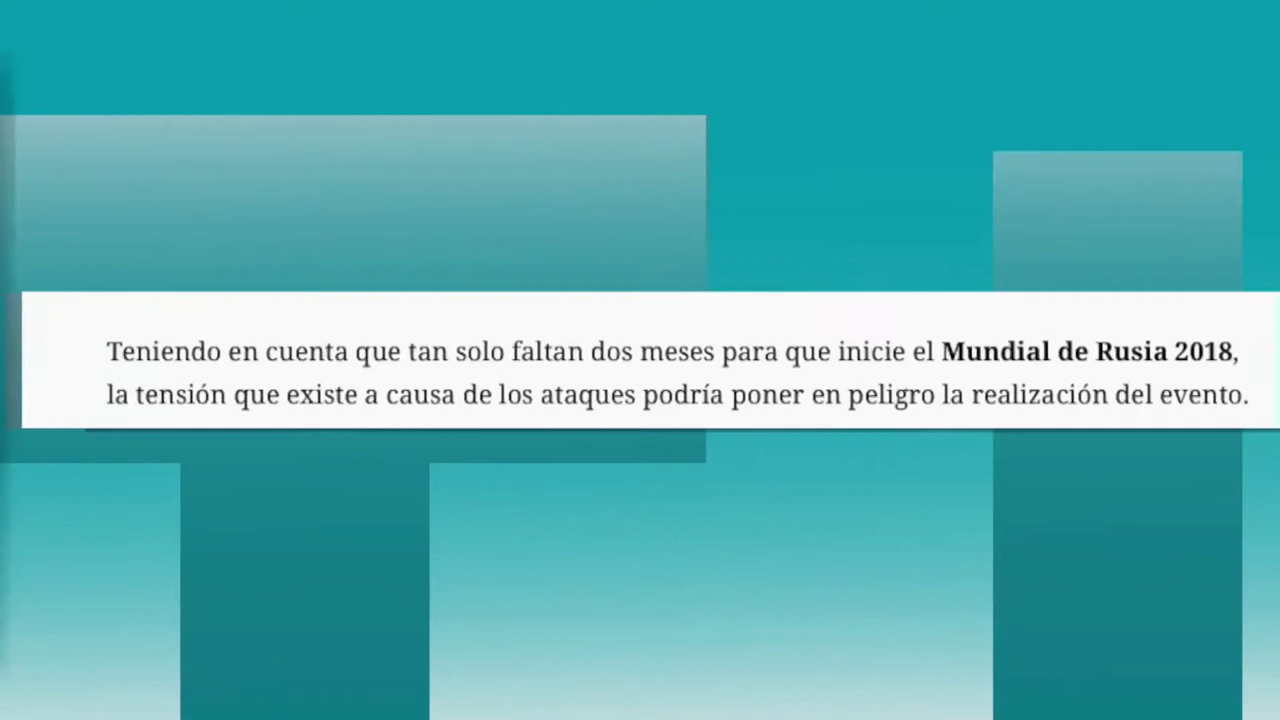 Teniendo en cuenta que tan solo faltan dos meses para que inicie el Mundial de Rusia 2018,
la tensión que existe a causa de los ataques podría poner en peligro la realización del evento.